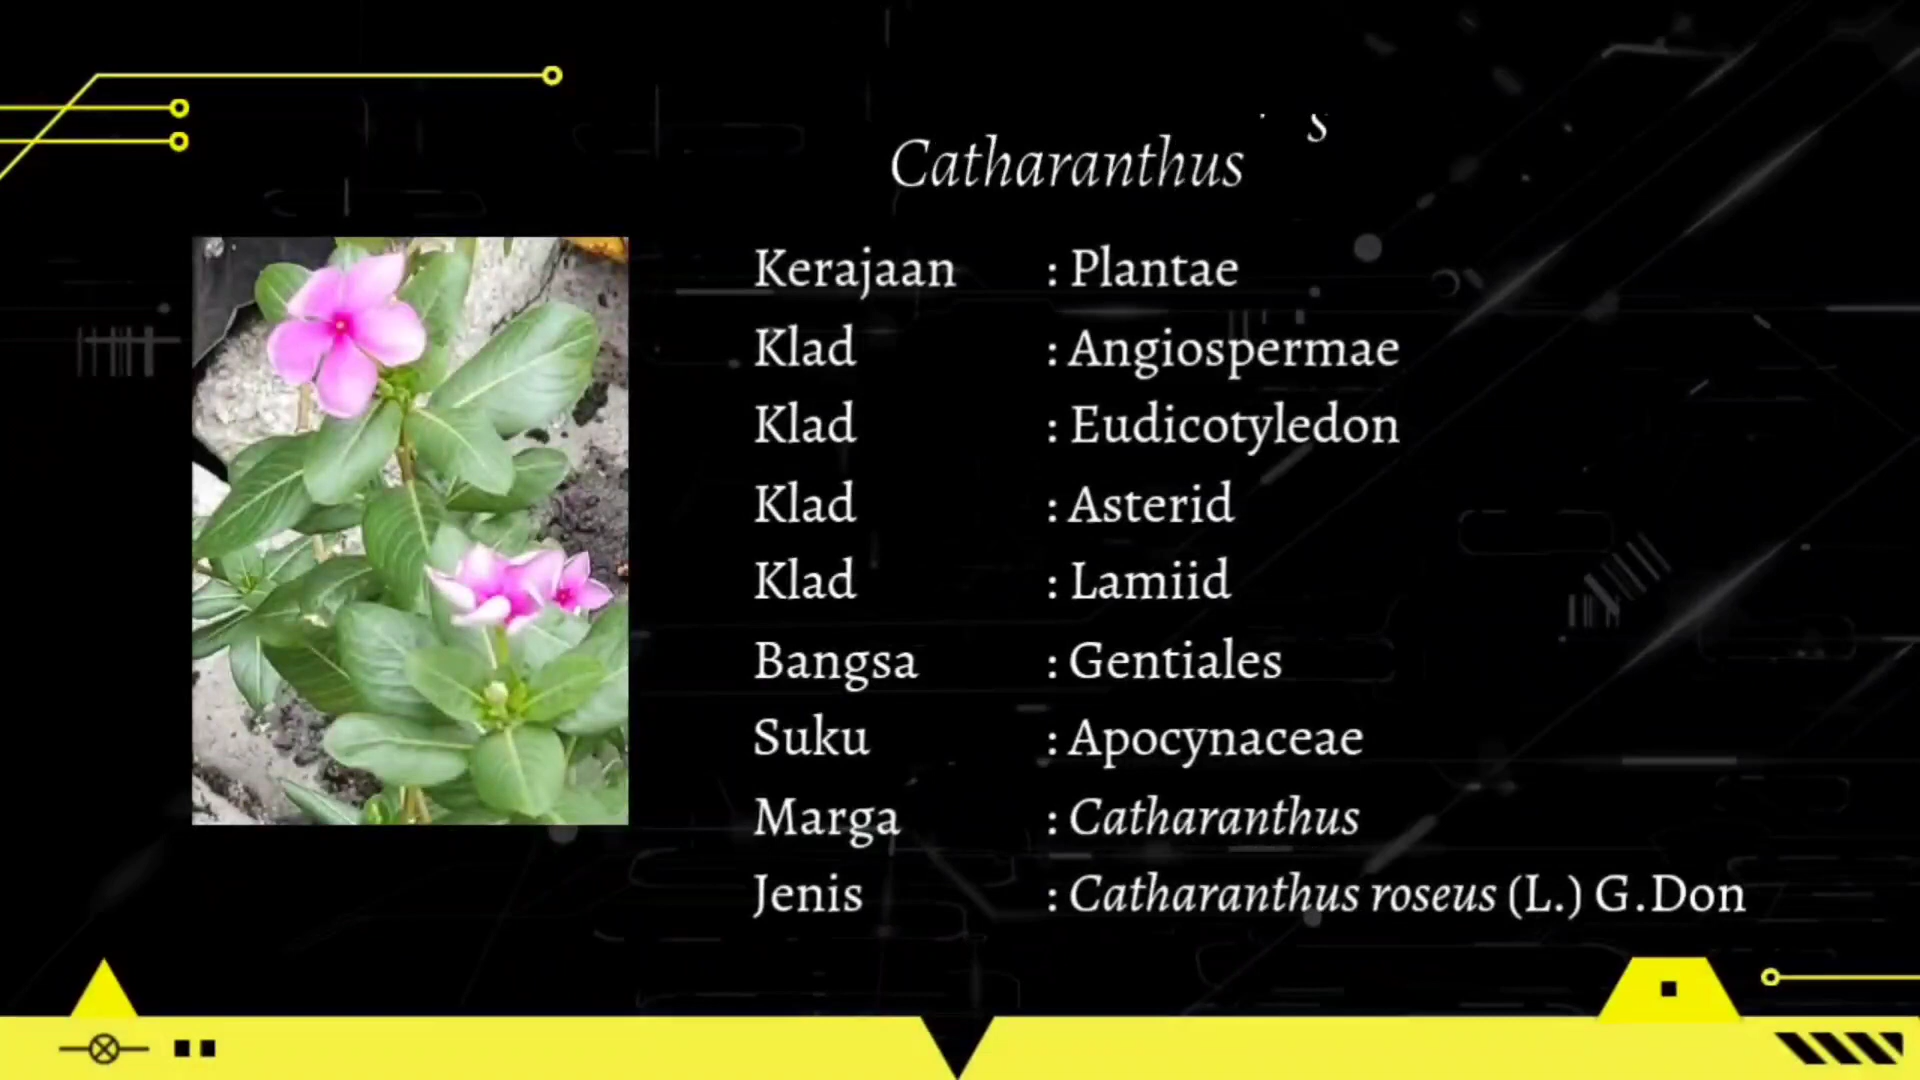 Catharanthus
Kerajaan : Plantae
Klad : Angiospermae
Klad : Eudicotyledon
Klad : Asterid
Klad : Lamiid
Bangsa : Gentiales
Suku : Apocynaceae
Marga : Catharanthus
Jenis : Catharanthus roseus (L.) G.Don